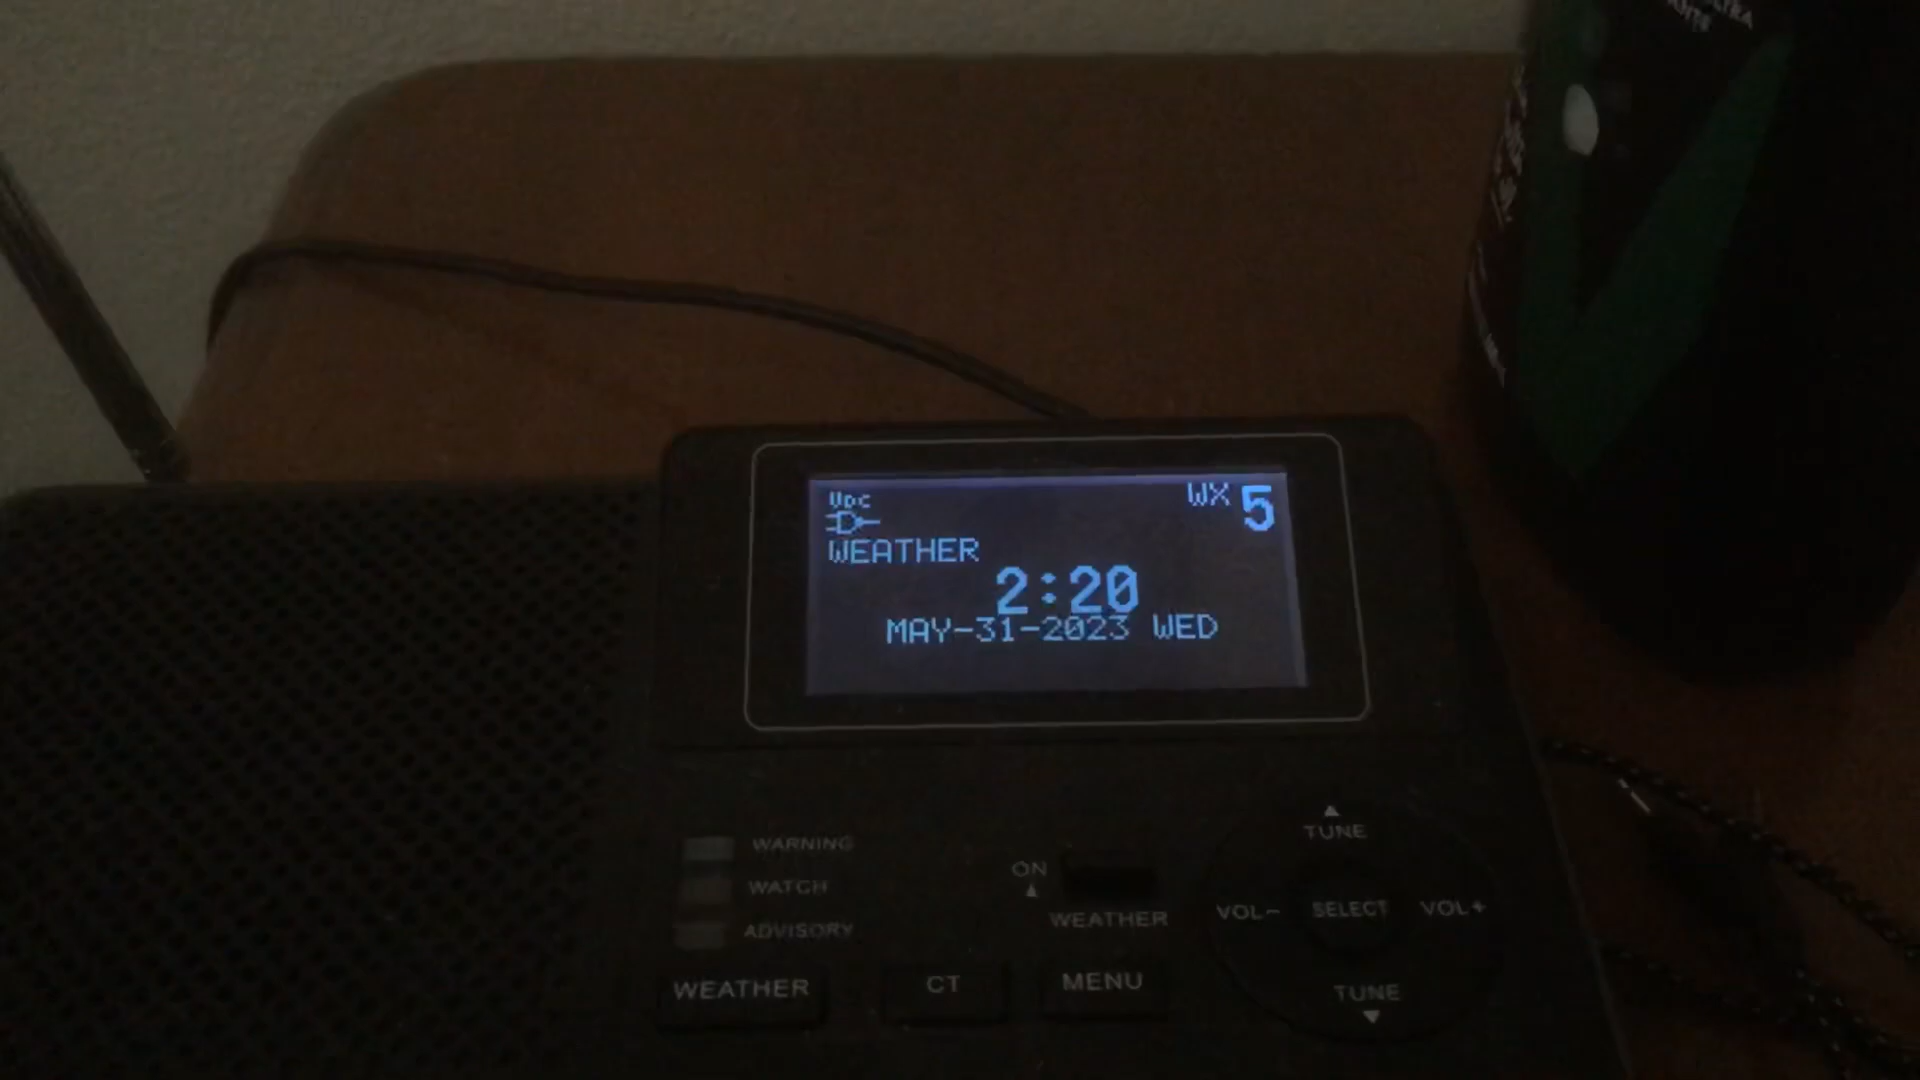 VDC
WX 5
WEATHER
2:20
MAY-31-2023 WED
WARNING
WATCH
ADVISORY
ON
WEATHER
TUNE
VOL-
SELECT
VOL+
TUNE
WEATHER
CT
MENU